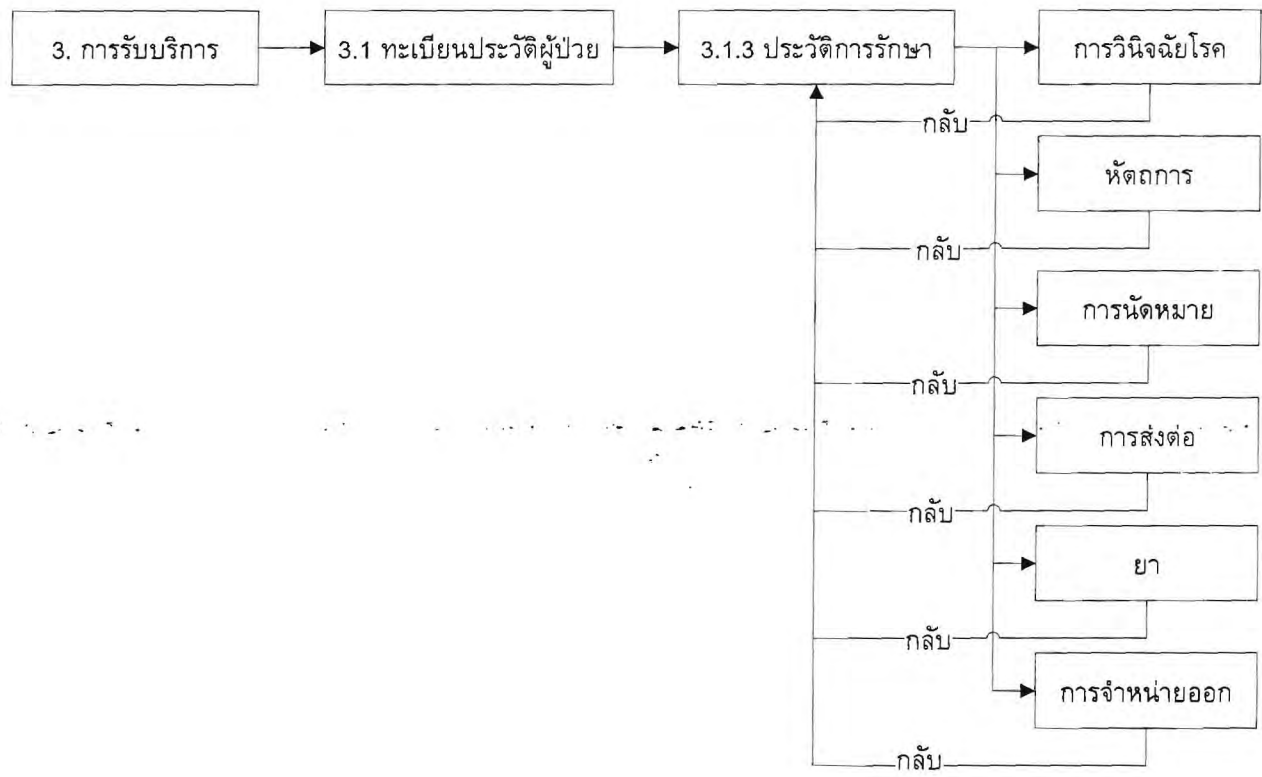 3. การรับบริการ
3.1 ทะเบียนประวัติผู้ป่วย
3.1.3 ประวัติการรักษา
การวินิจฉัยโรค
กลับ
หัตถการ
กลับ
การนัดหมาย
กลับ
การส่งต่อ
กลับ
ยา
กลับ
การจำหน่ายออก
กลับ